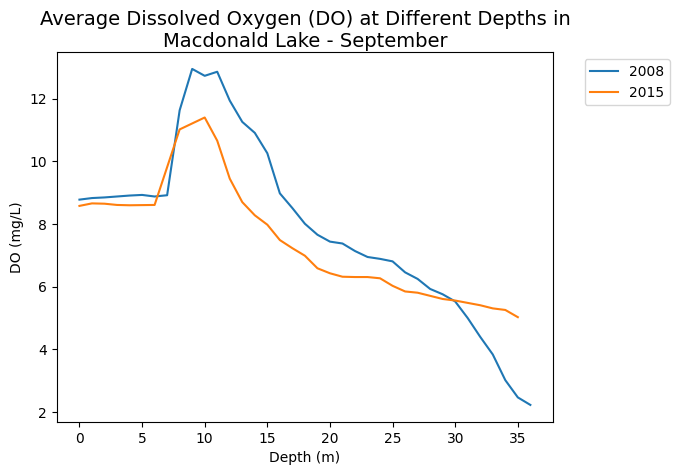 Average Dissolved Oxygen (DO) at Different Depths in
Macdonald Lake - September
2008
2015
DO (mg/L)
12
10
8
6
4
2
0 5 10 15 20 25 30 35
Depth (m)